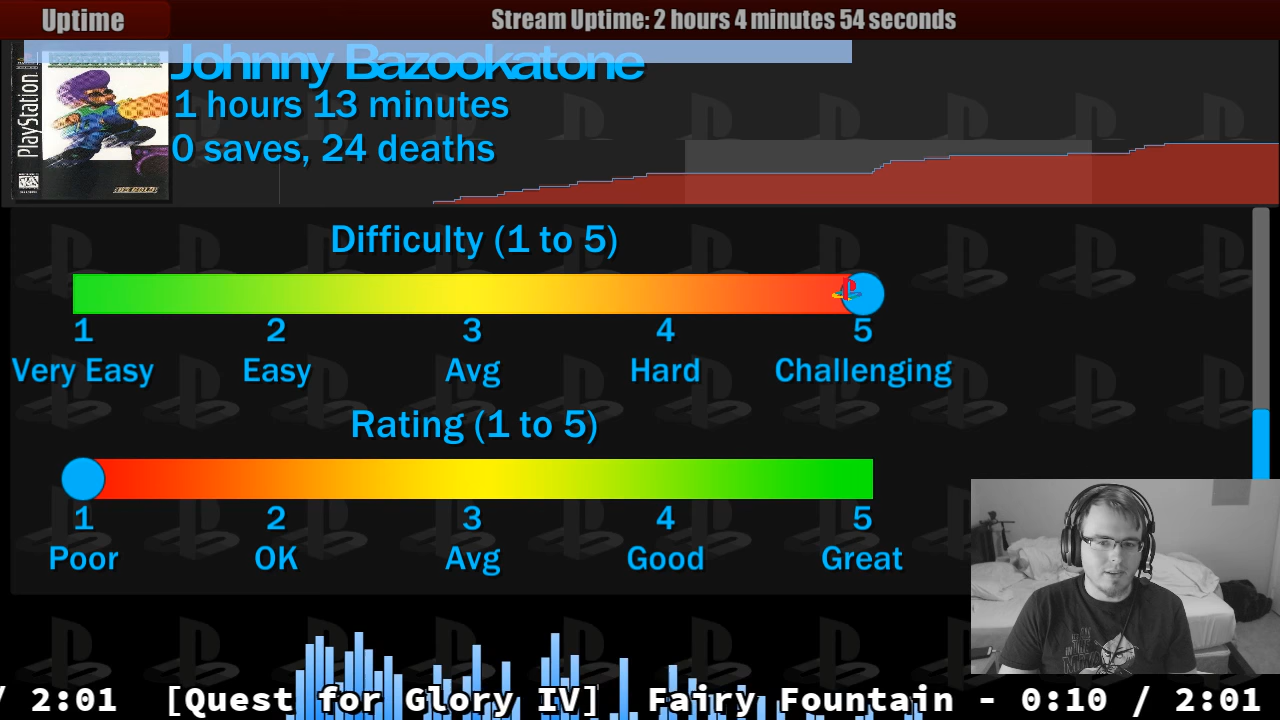 Uptime
Stream Uptime: 2 hours 4 minutes 54 seconds
PlayStation
Johnny Bazookatone
1 hours 13 minutes
0 saves, 24 deaths
Difficulty (1 to 5)
1 2 3 4 5
Very Easy Easy Avg Hard Challenging
Rating (1 to 5)
1 2 3 4 5
Poor OK Avg Good Great
/ 2:01 [Quest for Glory IV] Fairy Fountain - 0:10 / 2:01